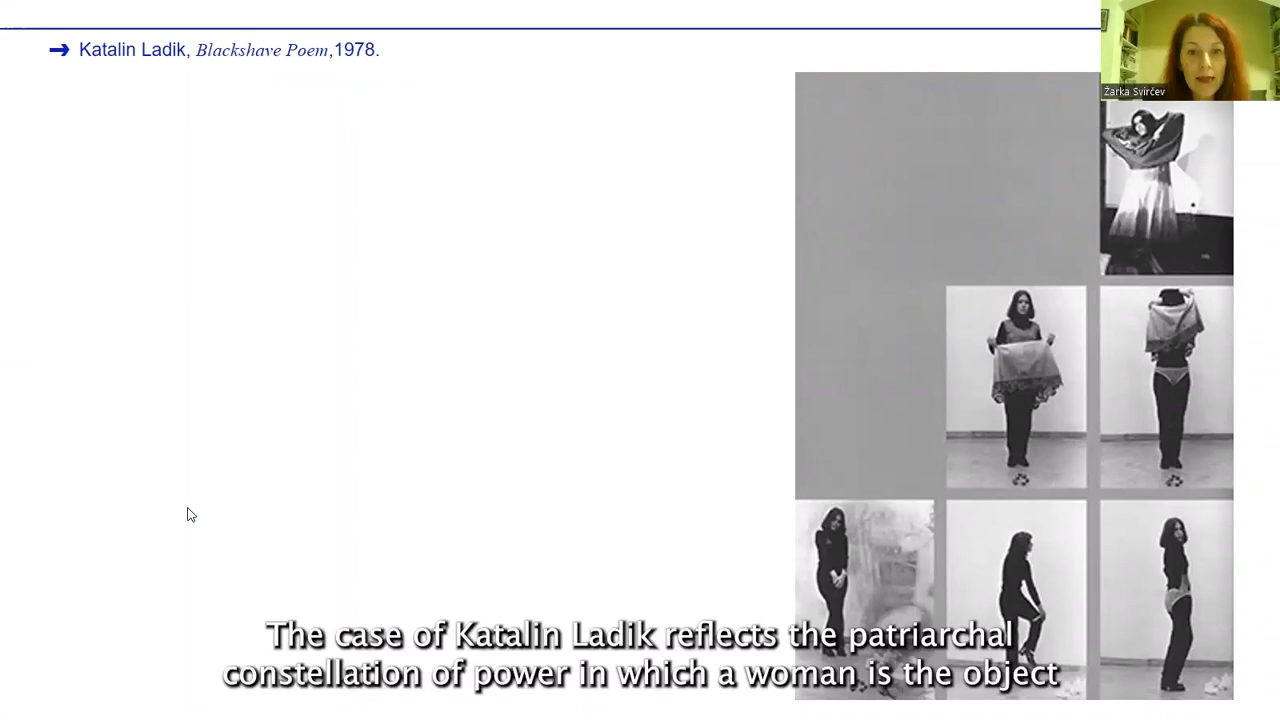 ➔ Katalin Ladik, Blackshave Poem,1978.
Žarka Svirčev
The case of Katalin Ladik reflects the patriarchal
constellation of power in which a woman is the object